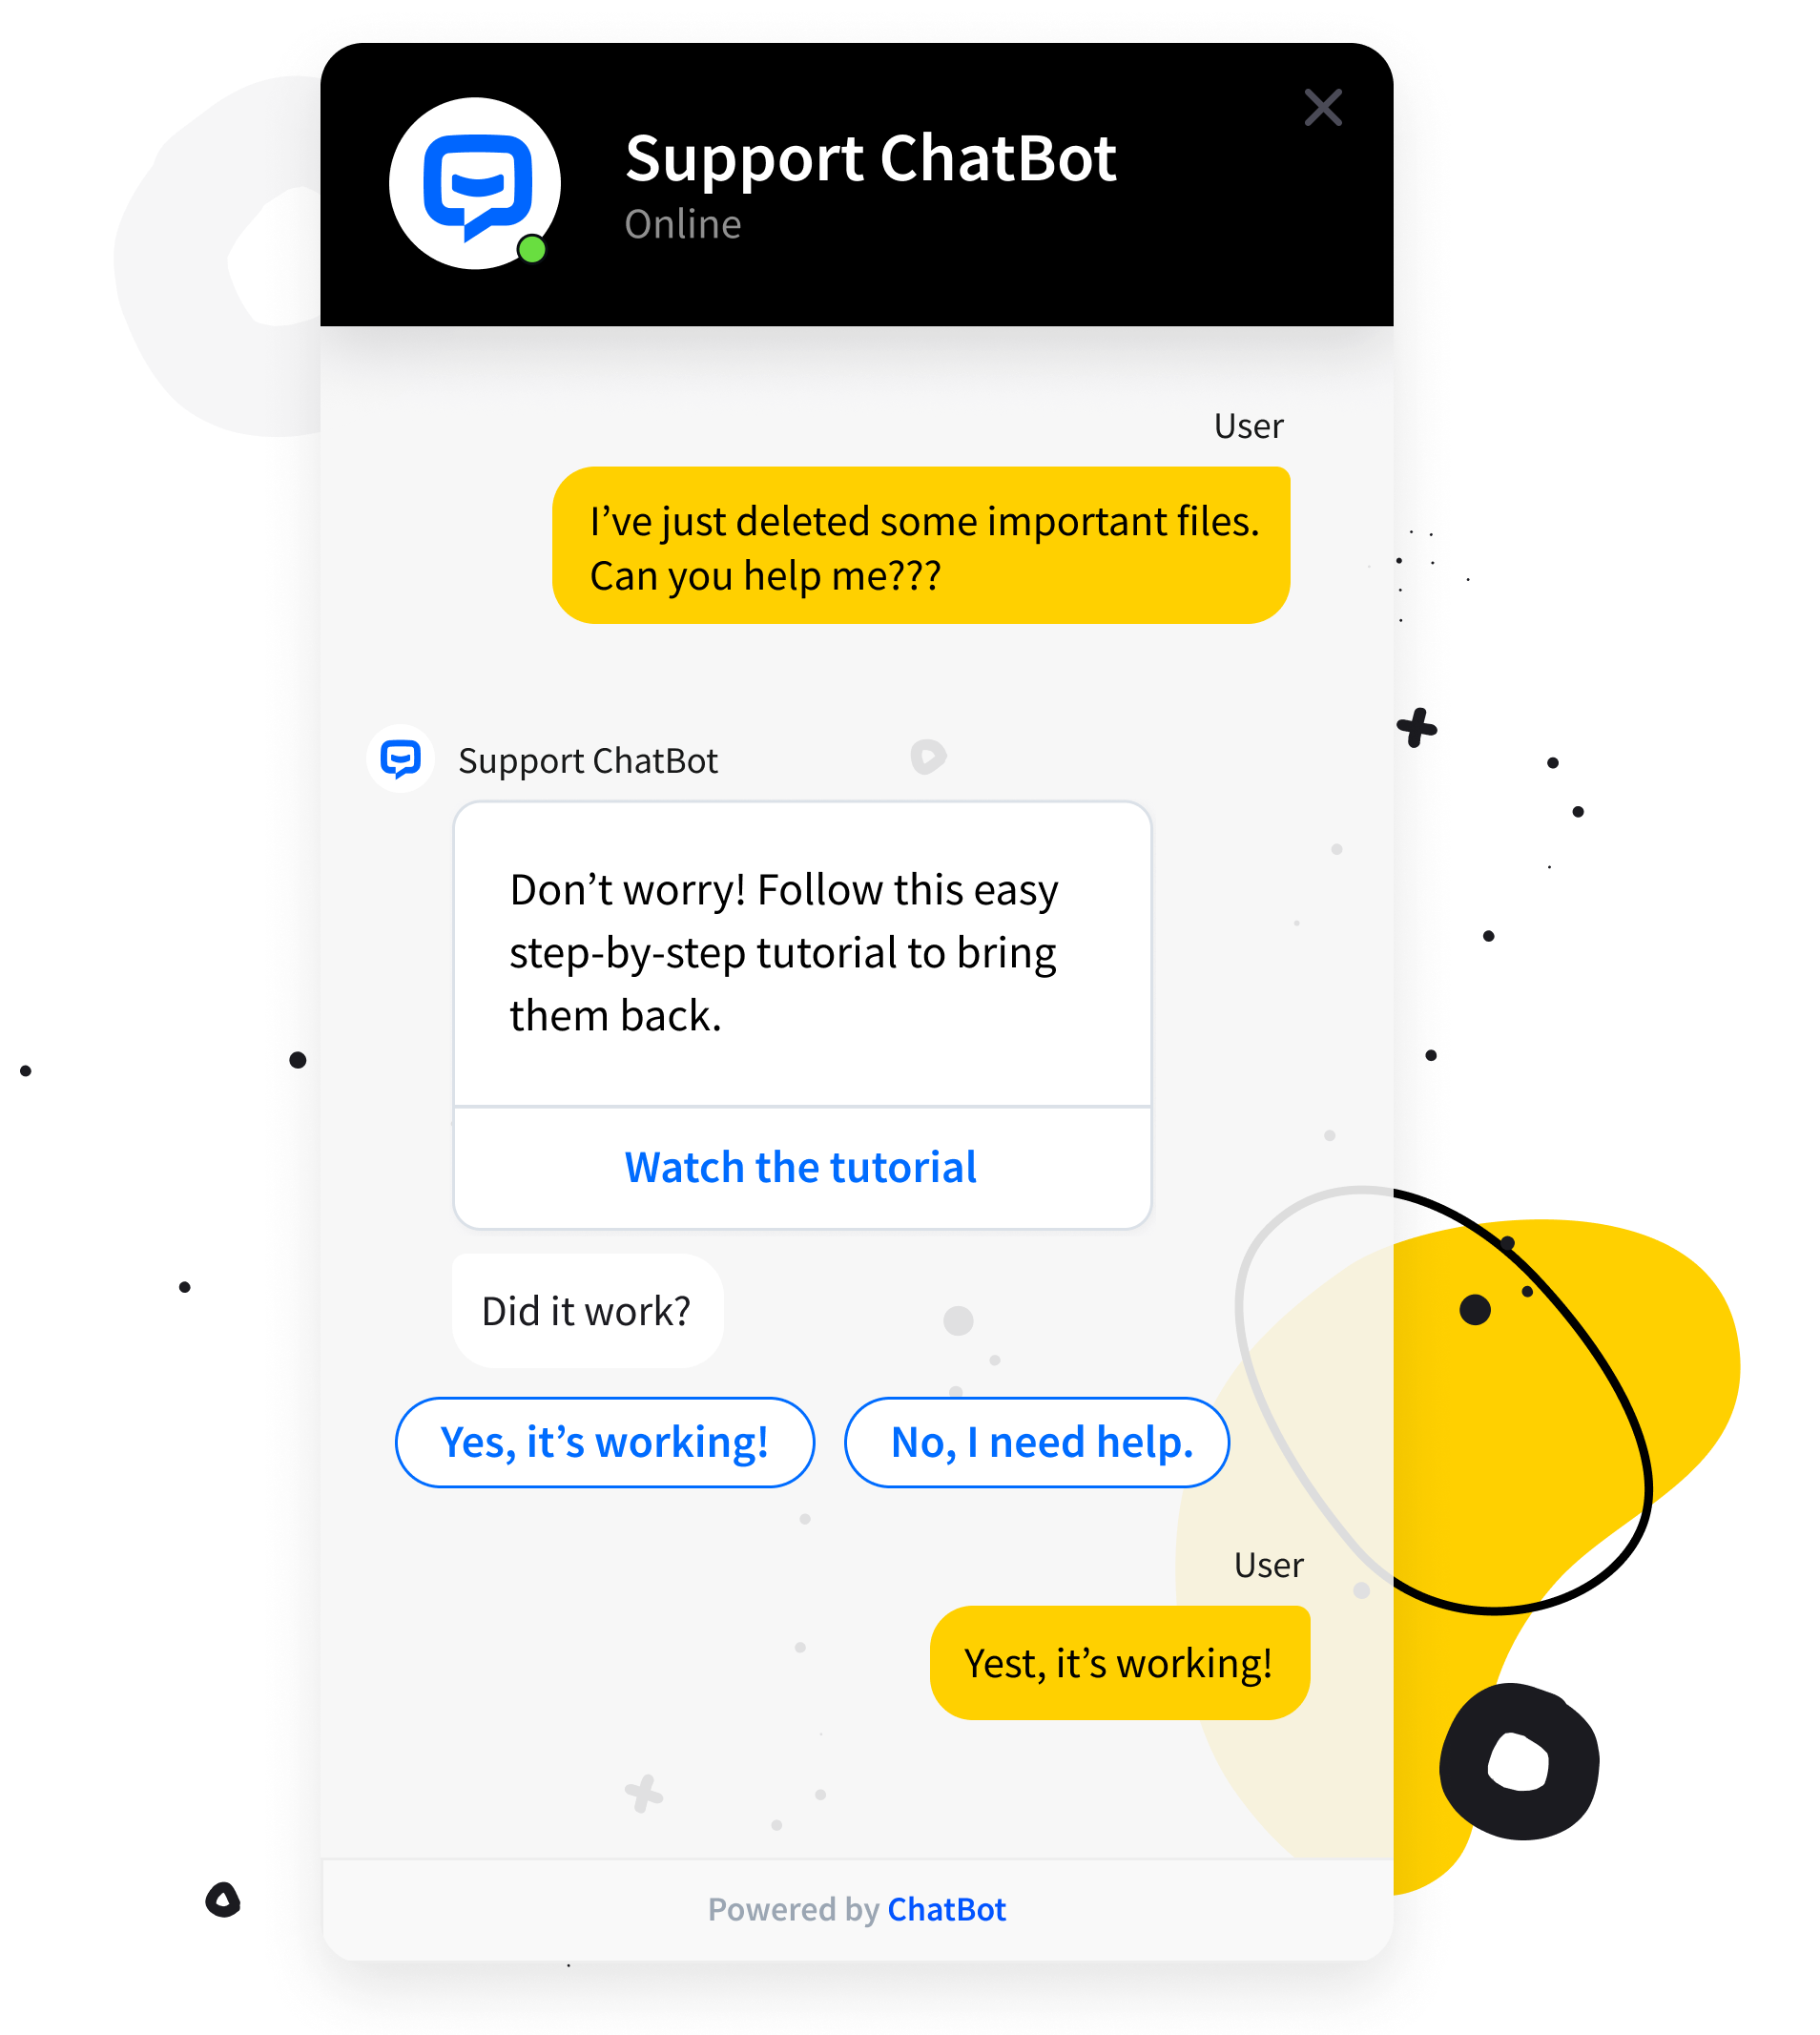 Support ChatBot
Online
User
I’ve just deleted some important files.
Can you help me???
Support ChatBot
Don’t worry! Follow this easy
step-by-step tutorial to bring
them back.
Watch the tutorial
Did it work?
Yes, it’s working!
No, I need help.
User
Yest, it’s working!
Powered by ChatBot